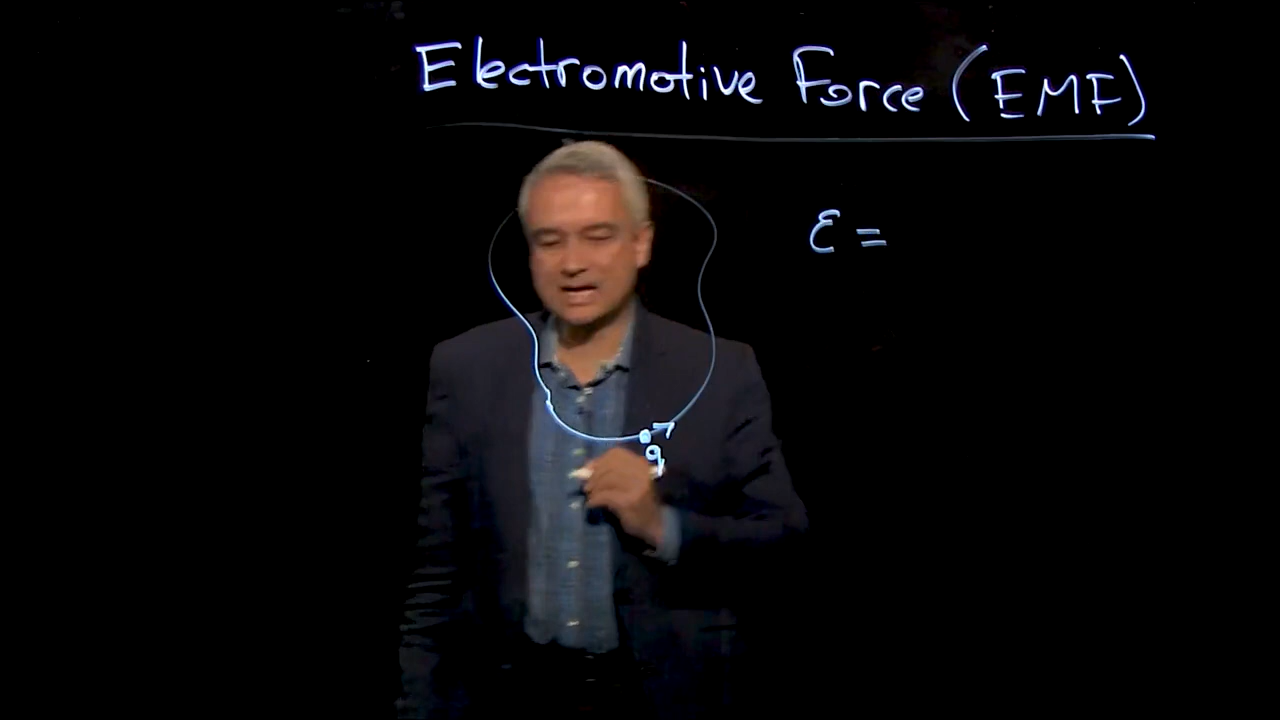 Electromotive Force (EMF)
ℰ =
q